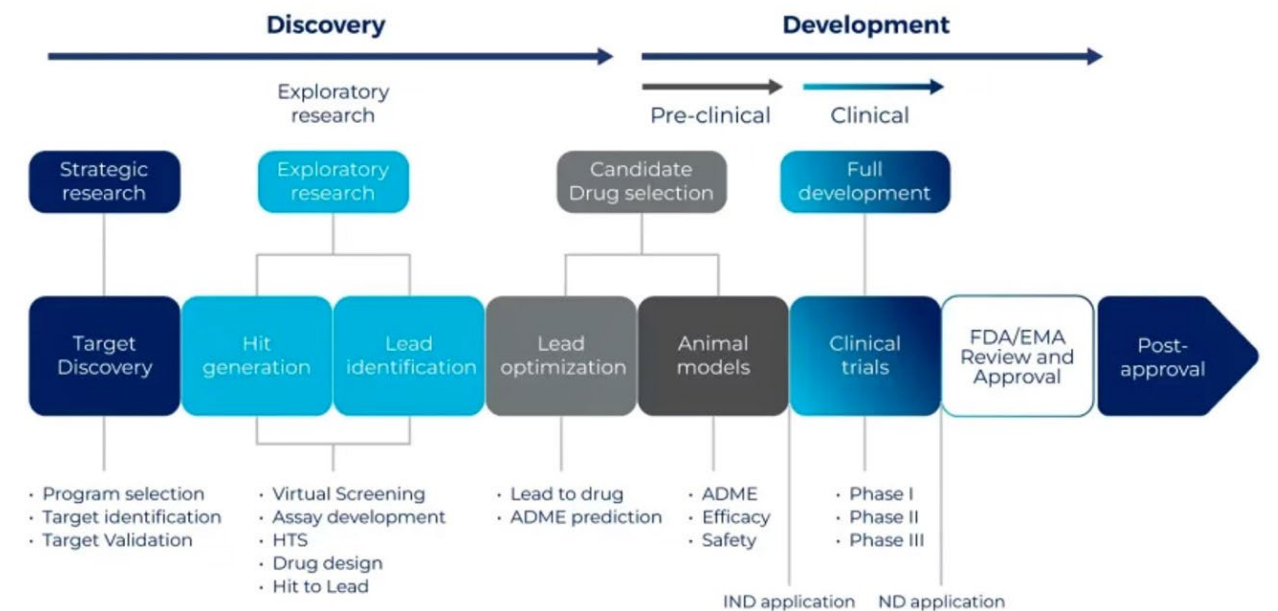 Discovery
Development
Exploratory
research
Pre-clinical
Clinical
Strategic
research
Exploratory
research
Candidate
Drug selection
Full
development
Target
Discovery
Hit
generation
Lead
identification
Lead
optimization
Animal
models
Clinical
trials
FDA/EMA
Review and
Approval
Post-
approval
· Program selection
· Target identification
· Target Validation
· Virtual Screening
· Assay development
· HTS
· Drug design
· Hit to Lead
· Lead to drug
· ADME prediction
· ADME
· Efficacy
· Safety
· Phase I
· Phase II
· Phase III
IND application
ND application